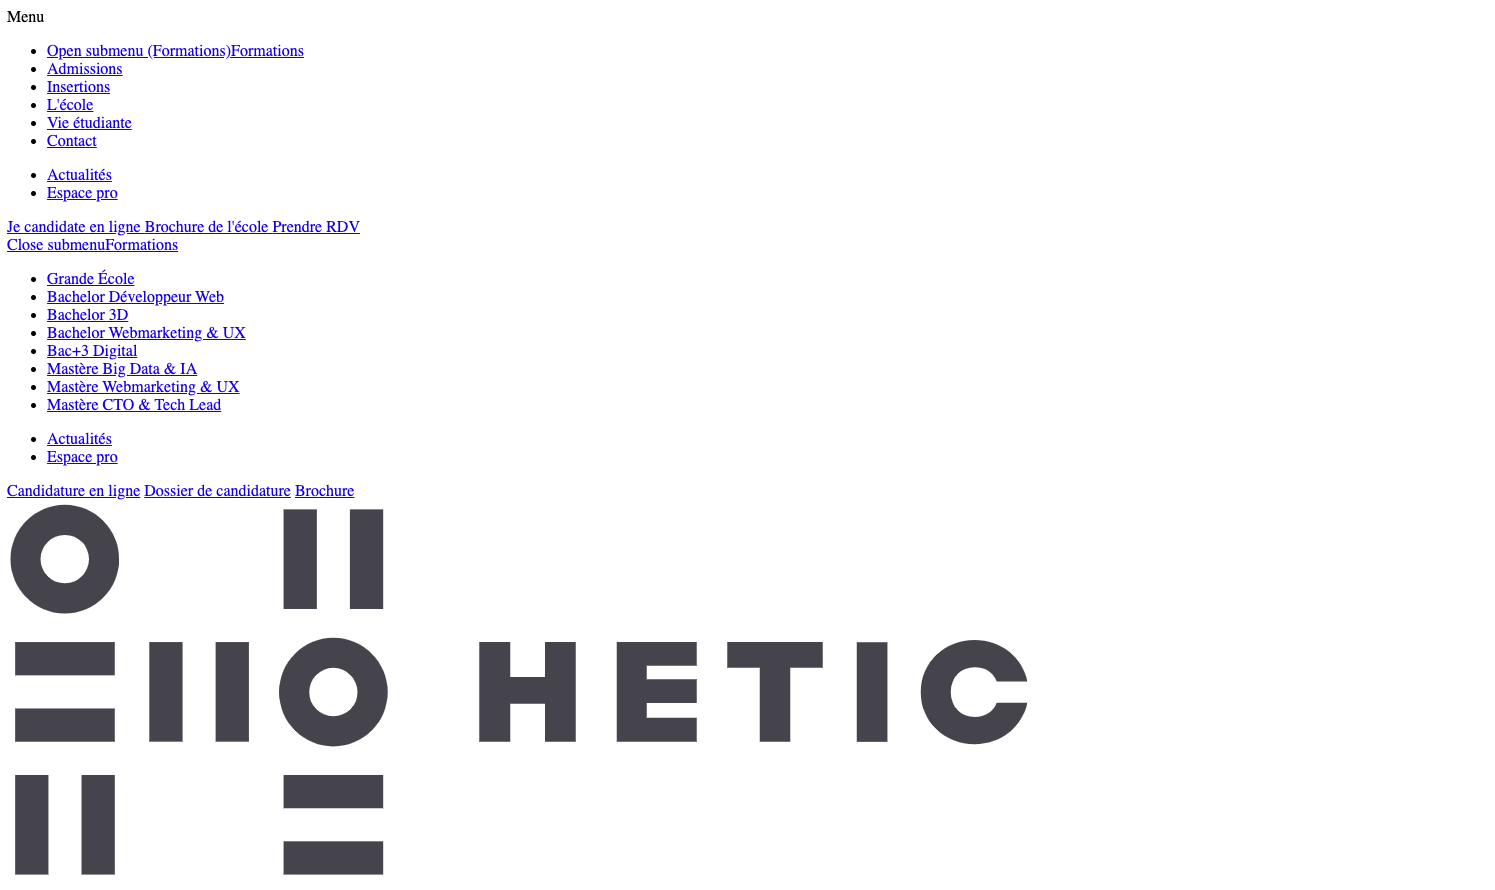 Menu
Open submenu (Formations)Formations
Admissions
Insertions
L'école
Vie étudiante
Contact
Actualités
Espace pro
Je candidate en ligne Brochure de l'école Prendre RDV
Close submenuFormations
Grande École
Bachelor Développeur Web
Bachelor 3D
Bachelor Webmarketing & UX
Bac+3 Digital
Mastère Big Data & IA
Mastère Webmarketing & UX
Mastère CTO & Tech Lead
Actualités
Espace pro
Candidature en ligne Dossier de candidature Brochure
HETIC